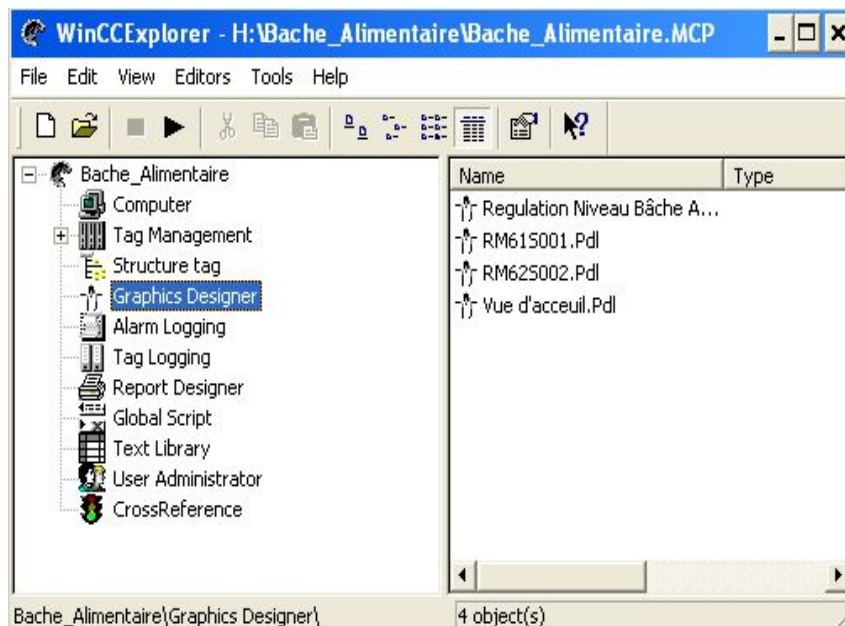 WinCCExplorer - H:\Bache_Alimentaire\Bache_Alimentaire.MCP
File Edit View Editors Tools Help
Bache_Alimentaire
Computer
Tag Management
Structure tag
Graphics Designer
Alarm Logging
Tag Logging
Report Designer
Global Script
Text Library
User Administrator
CrossReference
Name Type
Regulation Niveau Bâche A...
RM61S001.Pdl
RM62S002.Pdl
Vue d'acceuil.Pdl
Bache_Alimentaire\Graphics Designer\ 4 object(s)